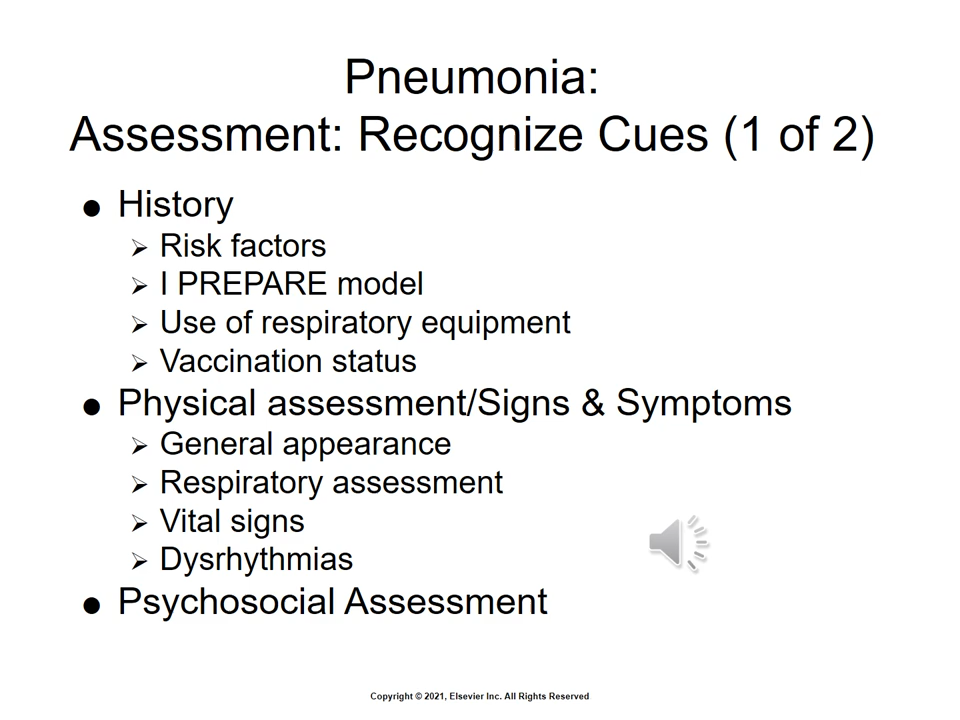 Pneumonia:
Assessment: Recognize Cues (1 of 2)
● History
➢ Risk factors
➢ I PREPARE model
➢ Use of respiratory equipment
➢ Vaccination status
● Physical assessment/Signs & Symptoms
➢ General appearance
➢ Respiratory assessment
➢ Vital signs
➢ Dysrhythmias
● Psychosocial Assessment
Copyright © 2021, Elsevier Inc. All Rights Reserved